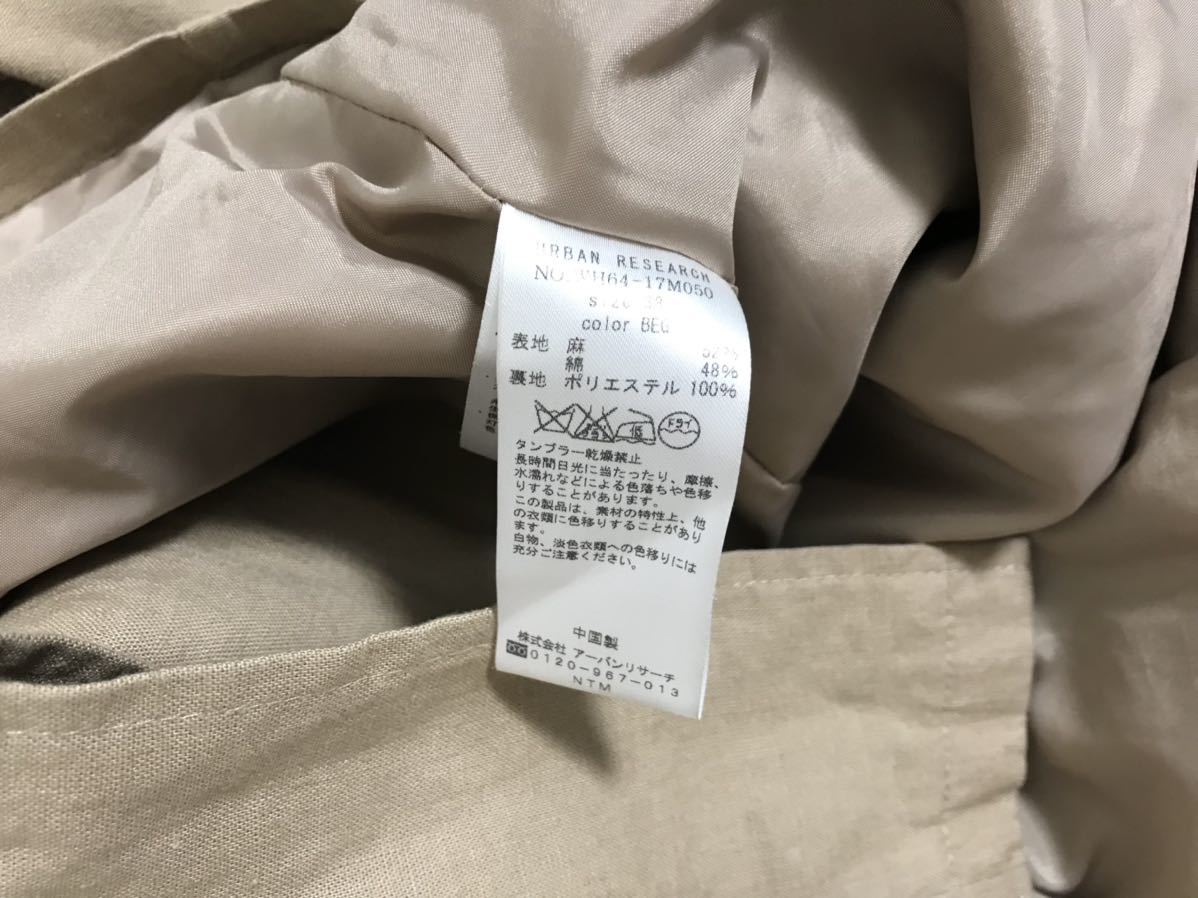 URBAN RESEARCH
NO. WH64-17M050
size 38
color BEG
表地 麻 52%
綿 48%
裏地 ポリエステル 100%
低 ドライ
タンブラー乾燥禁止
長時間日光に当たったり、摩擦、
水濡れなどによる色落ちや色移
りすることがあります。
この製品は、素材の特性上、他
の衣類に色移りすることがあり
ます。
白物、淡色衣類への色移りには
充分ご注意ください。
中国製
株式会社 アーバンリサーチ
0120-967-013
NTM